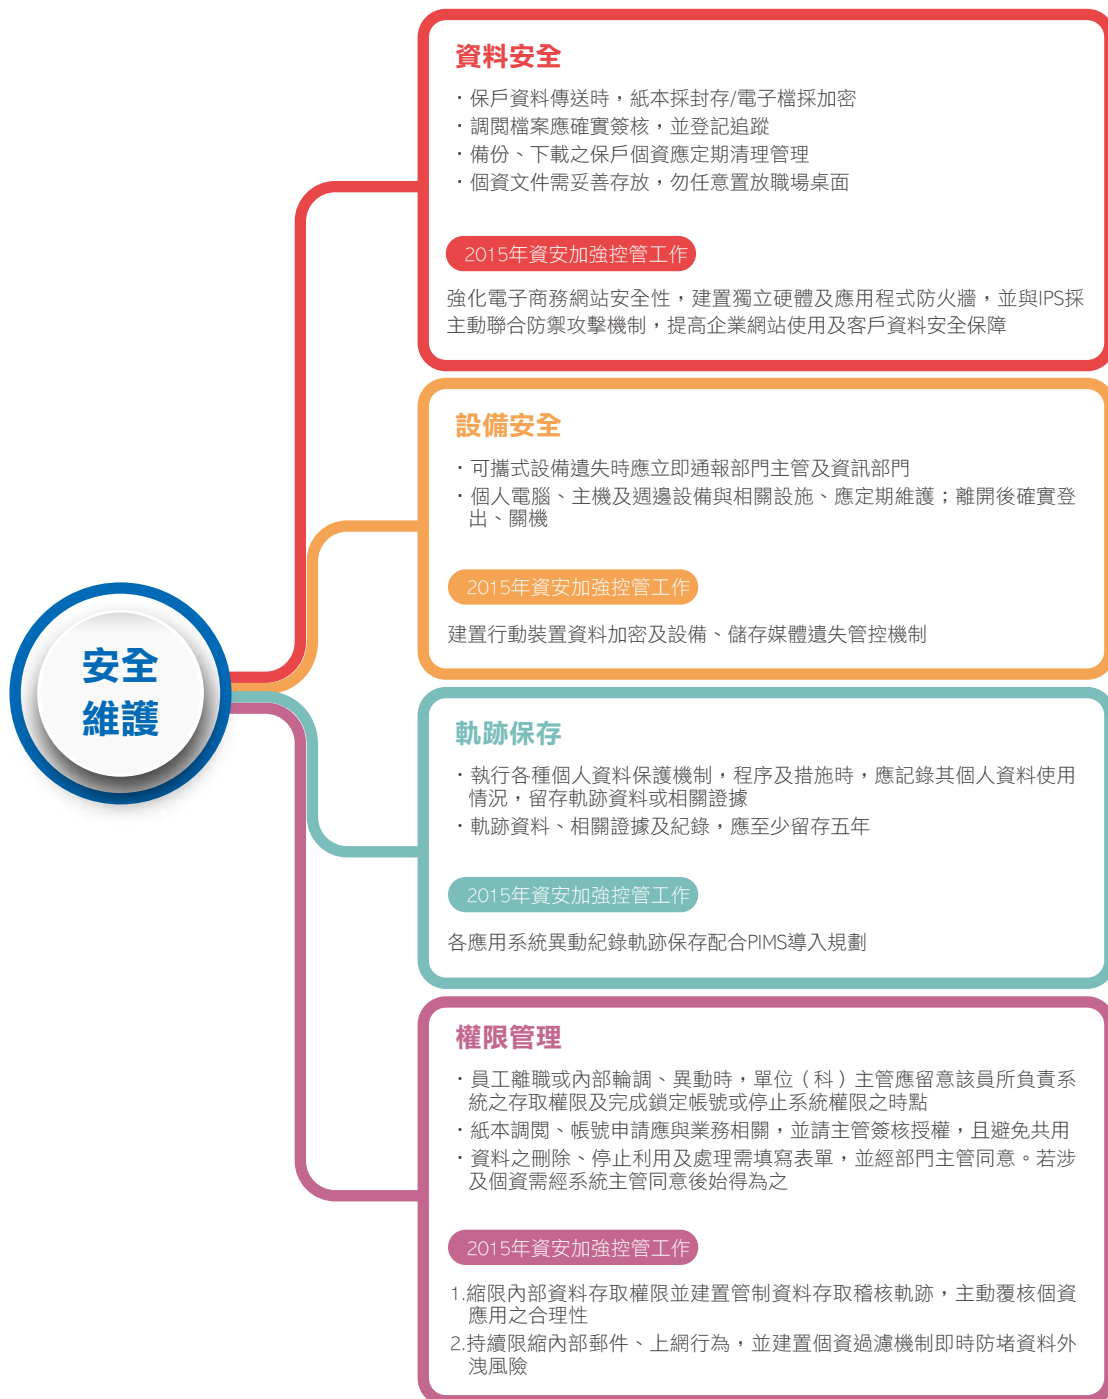 資料安全
・保戶資料傳送時，紙本採封存/電子檔採加密
・調閱檔案應確實簽核，並登記追蹤
・備份、下載之保戶個資應定期清理管理
・個資文件需妥善存放，勿任意置放職場桌面
2015年資安加強控管工作
強化電子商務網站安全性，建置獨立硬體及應用程式防火牆，並與IPS採
主動聯合防禦攻擊機制，提高企業網站使用及客戶資料安全保障
設備安全
・可攜式設備遺失時應立即通報部門主管及資訊部門
・個人電腦、主機及週邊設備與相關設施、應定期維護；離開後確實登
出、關機
2015年資安加強控管工作
建置行動裝置資料加密及設備、儲存媒體遺失管控機制
安全
維護
軌跡保存
・執行各種個人資料保護機制，程序及措施時，應記錄其個人資料使用
情況，留存軌跡資料或相關證據
・軌跡資料、相關證據及紀錄，應至少留存五年
2015年資安加強控管工作
各應用系統異動紀錄軌跡保存配合PIMS導入規劃
權限管理
・員工離職或內部輪調、異動時，單位（科）主管應留意該員所負責系
統之存取權限及完成鎖定帳號或停止系統權限之時點
・紙本調閱、帳號申請應與業務相關，並請主管簽核授權，且避免共用
・資料之刪除、停止利用及處理需填寫表單，並經部門主管同意。若涉
及個資需經系統主管同意後始得為之
2015年資安加強控管工作
1.縮限內部資料存取權限並建置管制資料存取稽核軌跡，主動覆核個資
應用之合理性
2.持續限縮內部郵件、上網行為，並建置個資過濾機制即時防堵資料外
洩風險